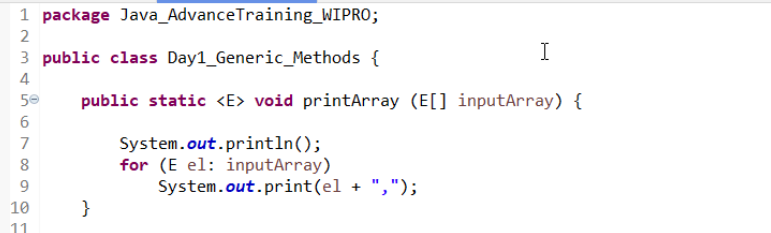 1 package Java_AdvanceTraining_WIPRO;
2
3 public class Day1_Generic_Methods {
4
5 public static <E> void printArray (E[] inputArray) {
6
7 System.out.println();
8 for (E el: inputArray)
9 System.out.print(el + ",");
10 }
11